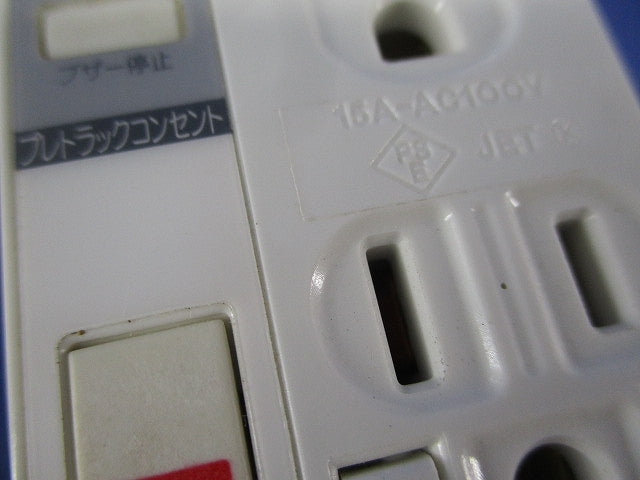 ブザー停止
プレトラックコンセント
15A-AC100V
PS
E
JET